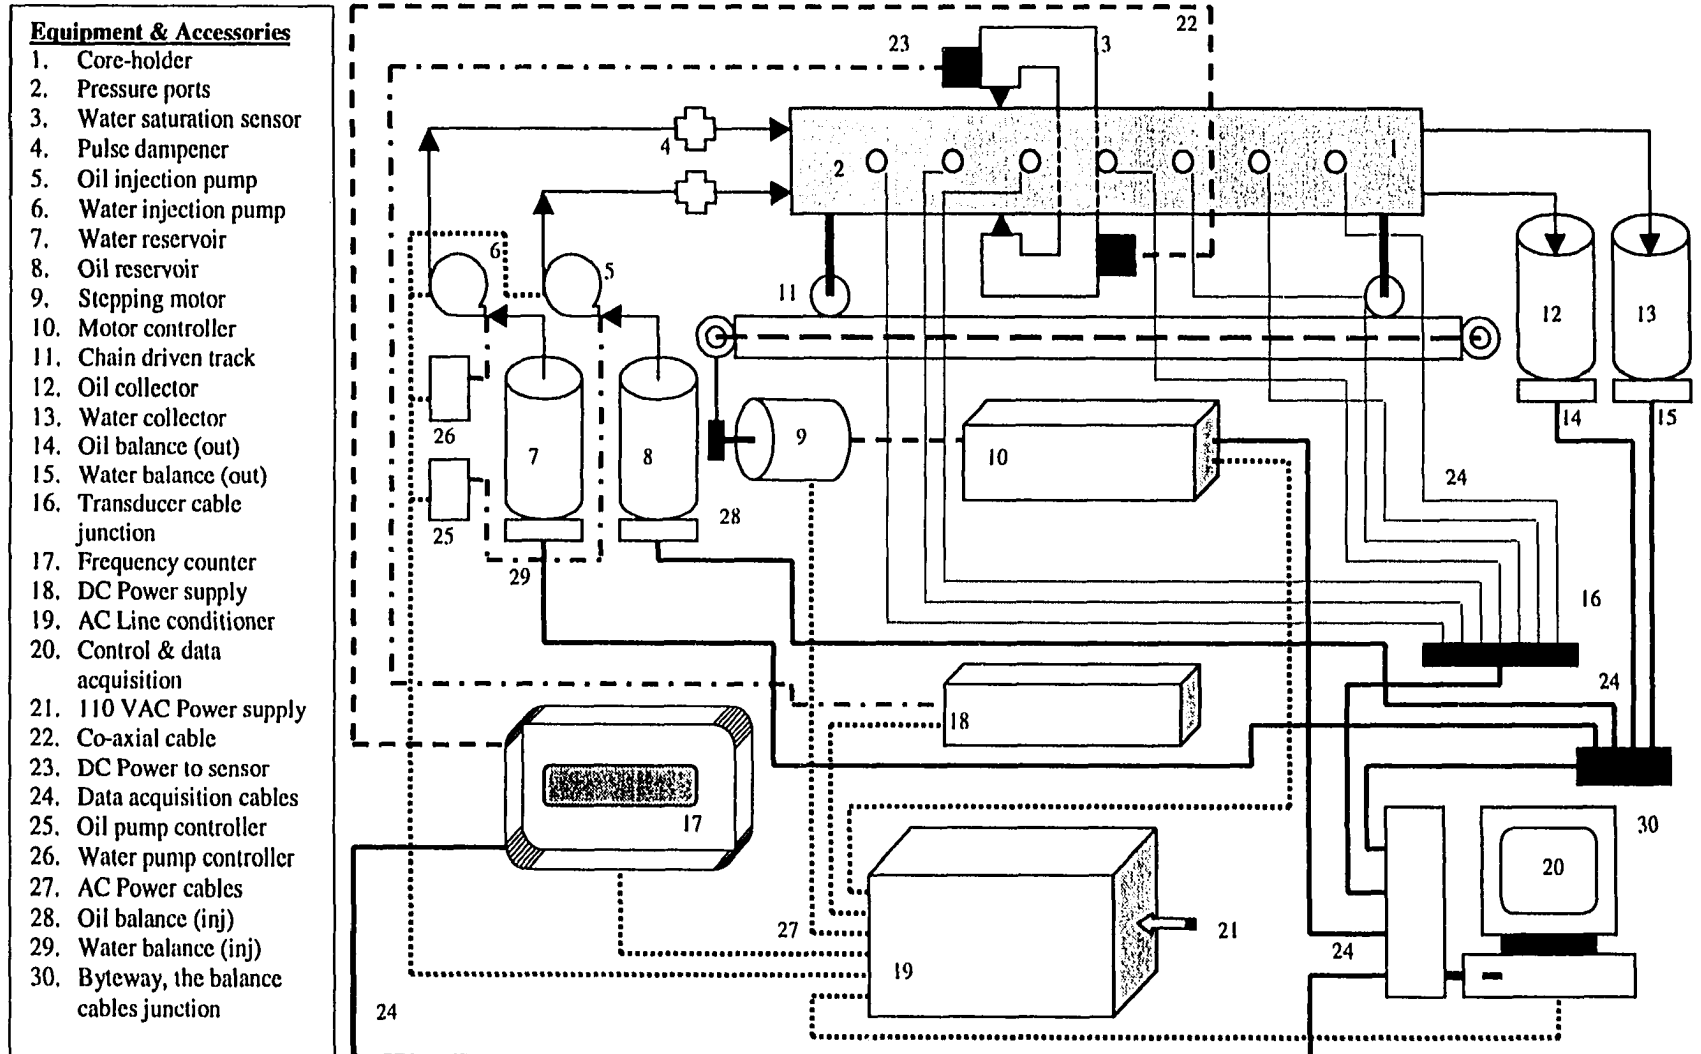 Equipment & Accessories
1. Core-holder
2. Pressure ports
3. Water saturation sensor
4. Pulse dampener
5. Oil injection pump
6. Water injection pump
7. Water reservoir
8. Oil reservoir
9. Stepping motor
10. Motor controller
11. Chain driven track
12. Oil collector
13. Water collector
14. Oil balance (out)
15. Water balance (out)
16. Transducer cable
junction
17. Frequency counter
18. DC Power supply
19. AC Line conditioner
20. Control & data
acquisition
21. 110 VAC Power supply
22. Co-axial cable
23. DC Power to sensor
24. Data acquisition cables
25. Oil pump controller
26. Water pump controller
27. AC Power cables
28. Oil balance (inj)
29. Water balance (inj)
30. Byteway, the balance
cables junction
22
23
3
4
2
1
6
5
11
12
13
26
7
8
9
10
14
15
25
28
24
29
16
24
18
17
30
20
27
21
24
19
24